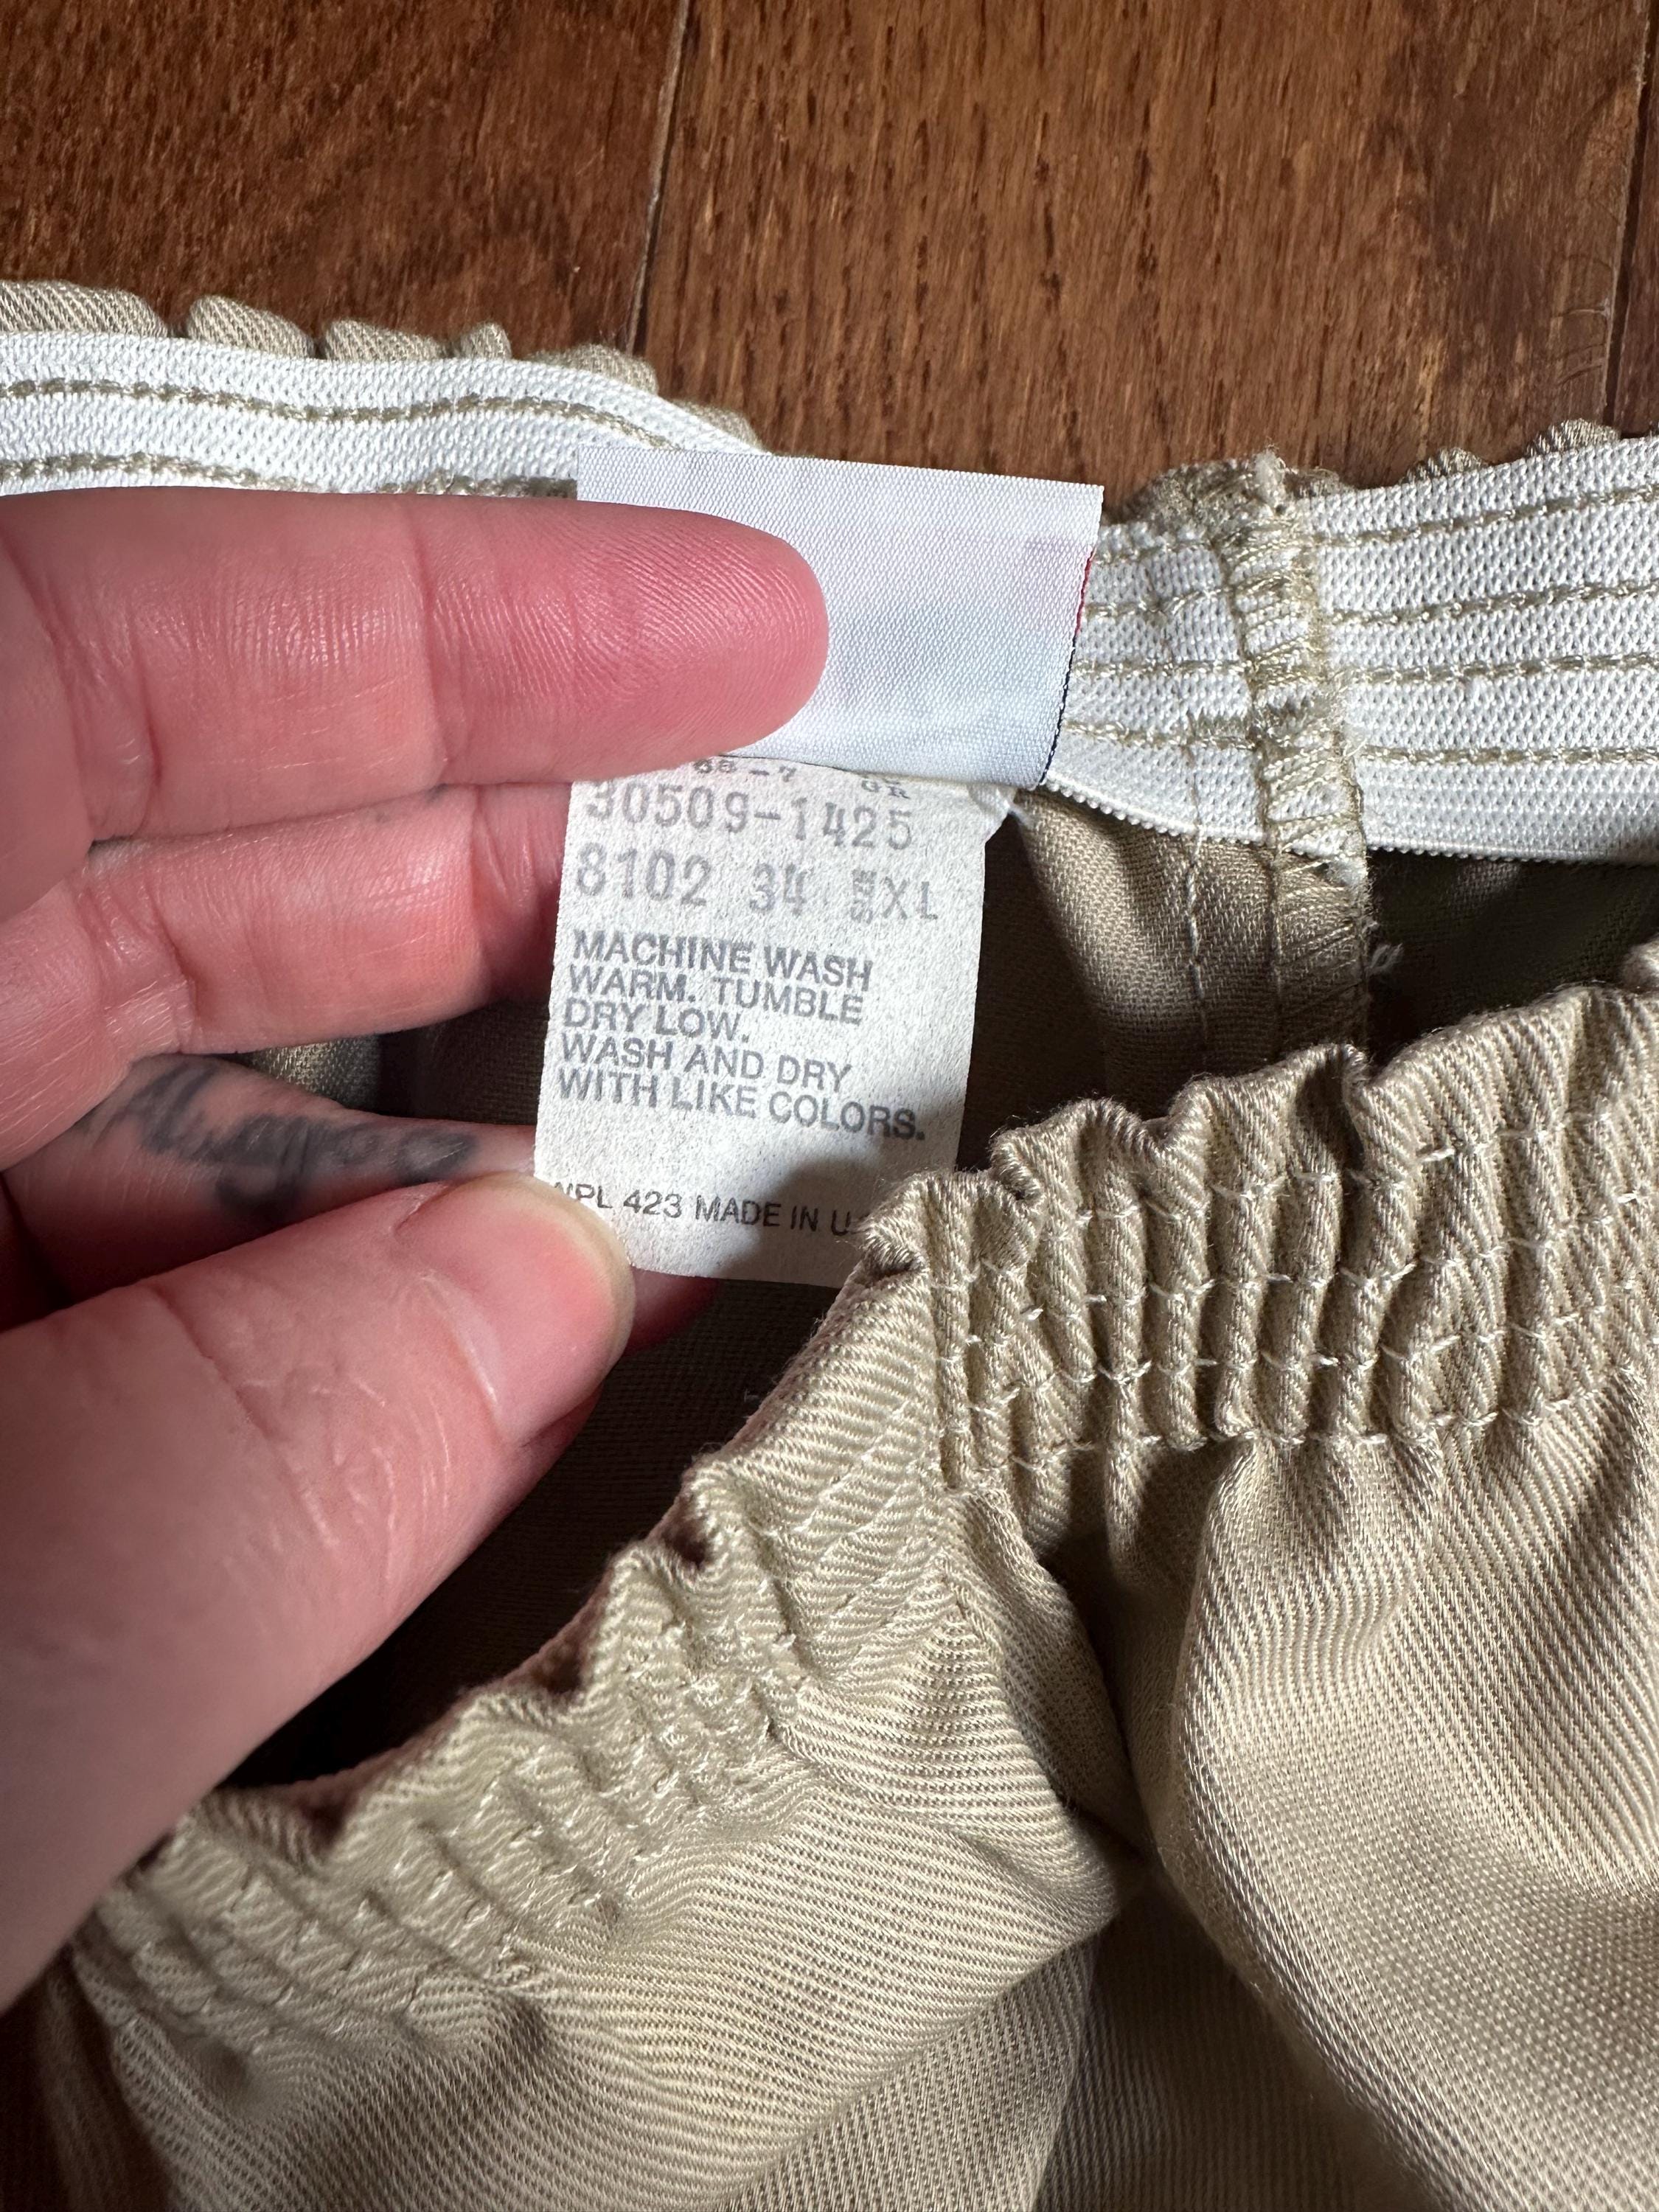 30509-1425
8102 34 SIZE XL
MACHINE WASH
WARM. TUMBLE
DRY LOW.
WASH AND DRY
WITH LIKE COLORS.
423 MADE IN